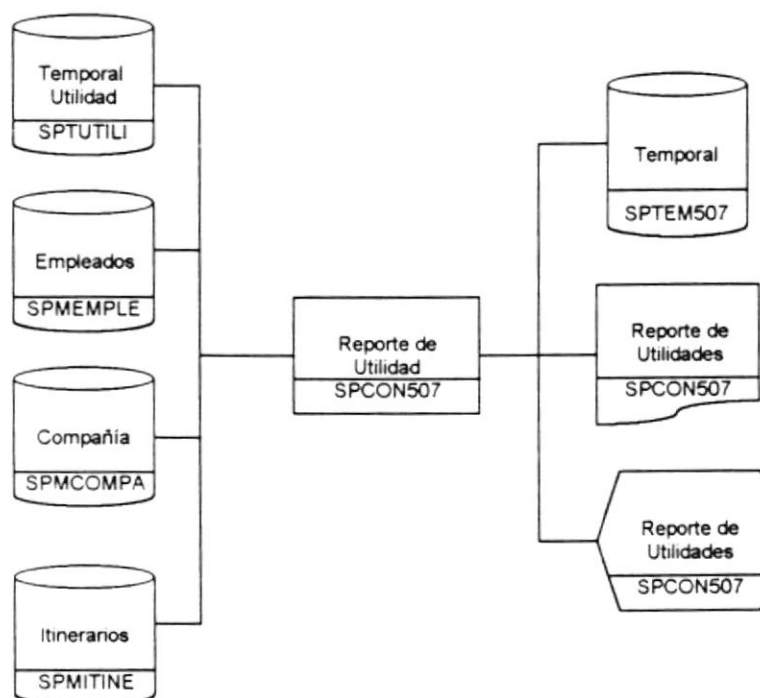 Temporal
Utilidad
SPTUTILI
Empleados
SPMEMPLE
Compañía
SPMCOMPA
Itinerarios
SPMITINE
Reporte de
Utilidad
SPCON507
Temporal
SPTEM507
Reporte de
Utilidades
SPCON507
Reporte de
Utilidades
SPCON507